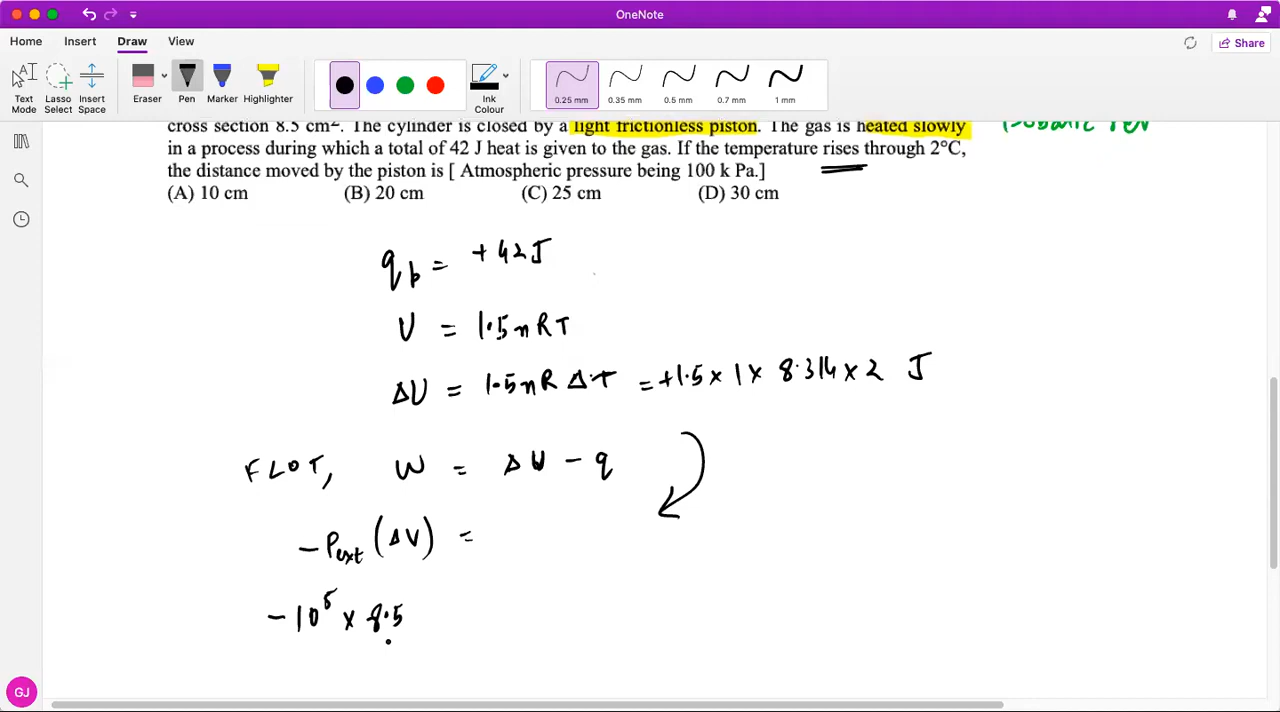 OneNote
Home Insert Draw View
Share
Text Mode Lasso Select Insert Space Eraser Pen Marker Highlighter Ink Colour 0.25 mm 0.35 mm 0.5 mm 0.7 mm 1 mm
cross section 8.5 cm². The cylinder is closed by a light frictionless piston. The gas is heated slowly
in a process during which a total of 42 J heat is given to the gas. If the temperature rises through 2°C,
the distance moved by the piston is [ Atmospheric pressure being 100 k Pa.]
(A) 10 cm (B) 20 cm (C) 25 cm (D) 30 cm
qp = +42J
U = 1.5nRT
ΔU = 1.5nR ΔT = +1.5 × 1 × 8.314 × 2 J
FLOT, W = ΔU - q
-Pext (ΔV) =
-10⁵ × 8.5
GJ